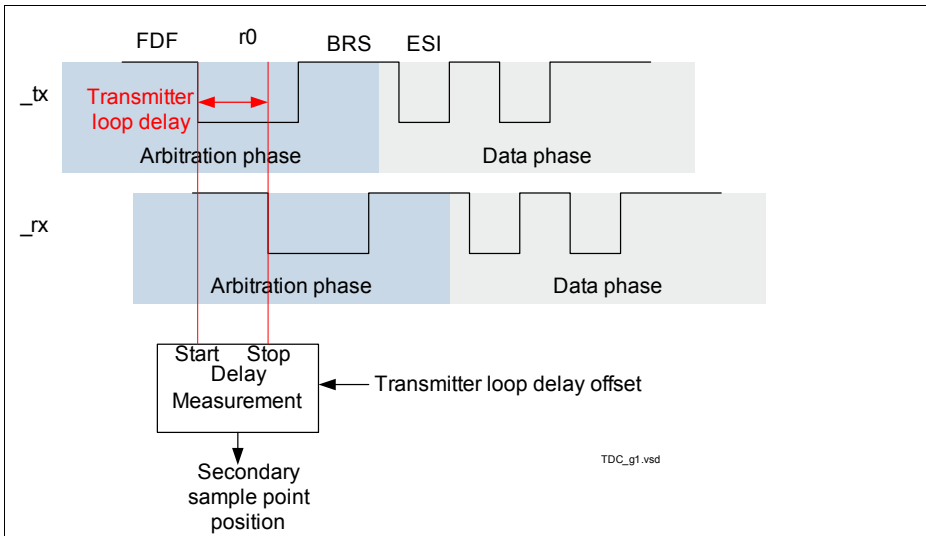 FDF r0 BRS ESI
_tx
Transmitter
loop delay
Arbitration phase Data phase
_rx
Arbitration phase Data phase
Start Stop
Delay
Measurement
Transmitter loop delay offset
TDC_g1.vsd
Secondary
sample point
position